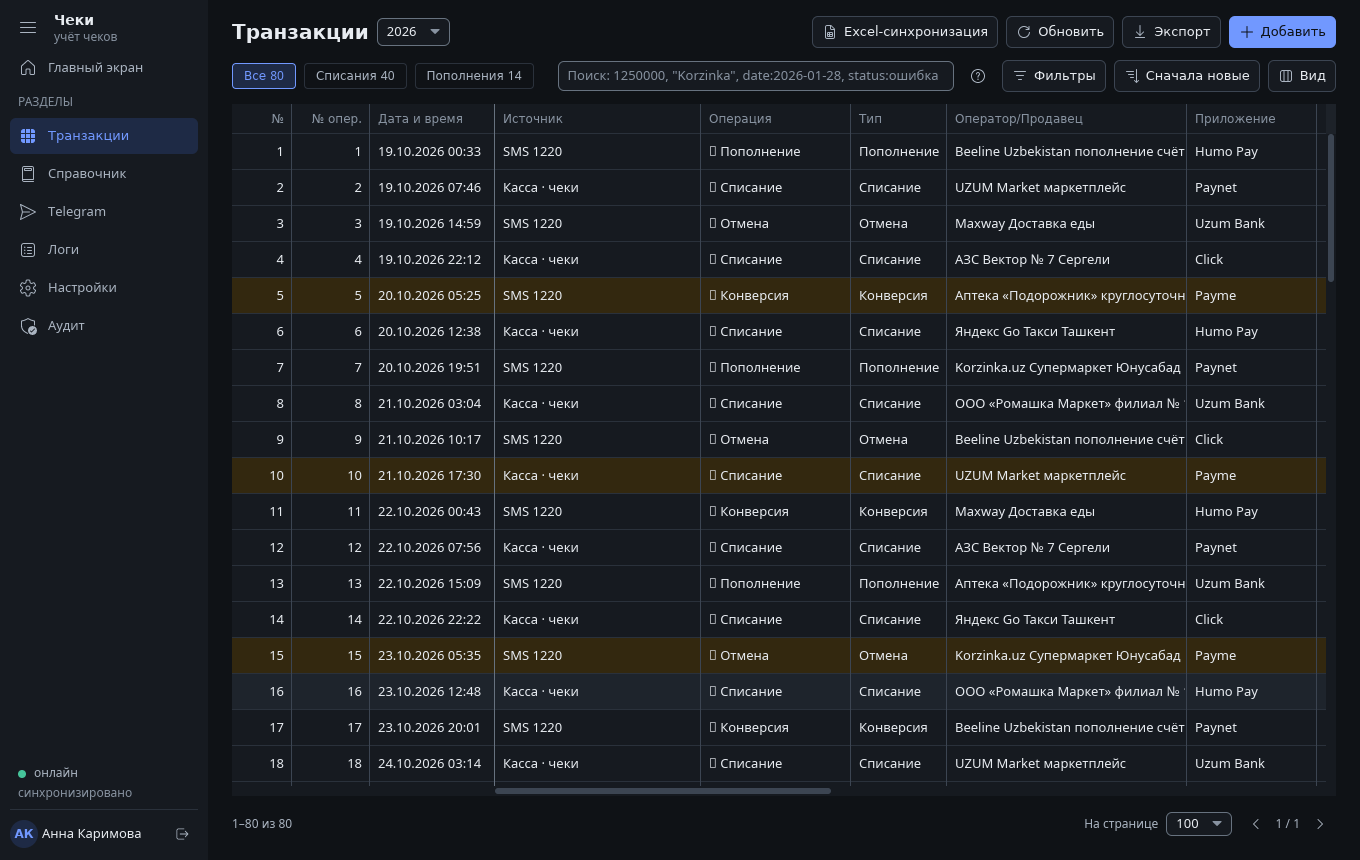 Чеки
учёт чеков
Главный экран
РАЗДЕЛЫ
Транзакции
Справочник
Telegram
Логи
Настройки
Аудит
онлайн
синхронизировано
АК Анна Каримова
Транзакции 2026 Excel-синхронизация Обновить Экспорт Добавить
Все 80 Списания 40 Пополнения 14 Поиск: 1250000, "Korzinka", date:2026-01-28, status:ошибка Фильтры Сначала новые Вид
№ № опер. Дата и время Источник Операция Тип Оператор/Продавец Приложение
1 1 19.10.2026 00:33 SMS 1220 Пополнение Пополнение Beeline Uzbekistan пополнение счёт Humo Pay
2 2 19.10.2026 07:46 Касса · чеки Списание Списание UZUM Market маркетплейс Paynet
3 3 19.10.2026 14:59 SMS 1220 Отмена Отмена Maxway Доставка еды Uzum Bank
4 4 19.10.2026 22:12 Касса · чеки Списание Списание АЗС Вектор № 7 Сергели Click
5 5 20.10.2026 05:25 SMS 1220 Конверсия Конверсия Аптека «Подорожник» круглосуточн Payme
6 6 20.10.2026 12:38 Касса · чеки Списание Списание Яндекс Go Такси Ташкент Humo Pay
7 7 20.10.2026 19:51 SMS 1220 Пополнение Пополнение Korzinka.uz Супермаркет Юнусабад Paynet
8 8 21.10.2026 03:04 Касса · чеки Списание Списание ООО «Ромашка Маркет» филиал № Uzum Bank
9 9 21.10.2026 10:17 SMS 1220 Отмена Отмена Beeline Uzbekistan пополнение счёт Click
10 10 21.10.2026 17:30 Касса · чеки Списание Списание UZUM Market маркетплейс Payme
11 11 22.10.2026 00:43 SMS 1220 Конверсия Конверсия Maxway Доставка еды Humo Pay
12 12 22.10.2026 07:56 Касса · чеки Списание Списание АЗС Вектор № 7 Сергели Paynet
13 13 22.10.2026 15:09 SMS 1220 Пополнение Пополнение Аптека «Подорожник» круглосуточн Uzum Bank
14 14 22.10.2026 22:22 Касса · чеки Списание Списание Яндекс Go Такси Ташкент Click
15 15 23.10.2026 05:35 SMS 1220 Отмена Отмена Korzinka.uz Супермаркет Юнусабад Payme
16 16 23.10.2026 12:48 Касса · чеки Списание Списание ООО «Ромашка Маркет» филиал № Humo Pay
17 17 23.10.2026 20:01 SMS 1220 Конверсия Конверсия Beeline Uzbekistan пополнение счёт Paynet
18 18 24.10.2026 03:14 Касса · чеки Списание Списание UZUM Market маркетплейс Uzum Bank
1–80 из 80 На странице 100 1 / 1